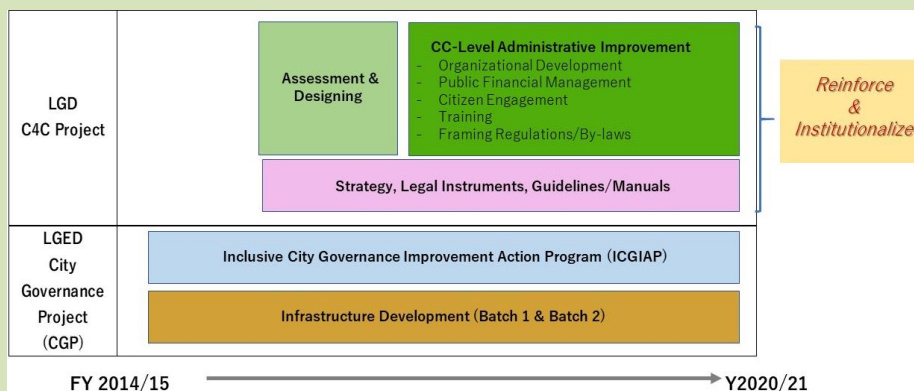 LGD
C4C Project
Assessment &
Designing
CC-Level Administrative Improvement
- Organizational Development
- Public Financial Management
- Citizen Engagement
- Training
- Framing Regulations/By-laws
Strategy, Legal Instruments, Guidelines/Manuals
Reinforce
&
Institutionalize
LGED
City
Governance
Project
(CGP)
Inclusive City Governance Improvement Action Program (ICGIAP)
Infrastructure Development (Batch 1 & Batch 2)
FY 2014/15
Y2020/21